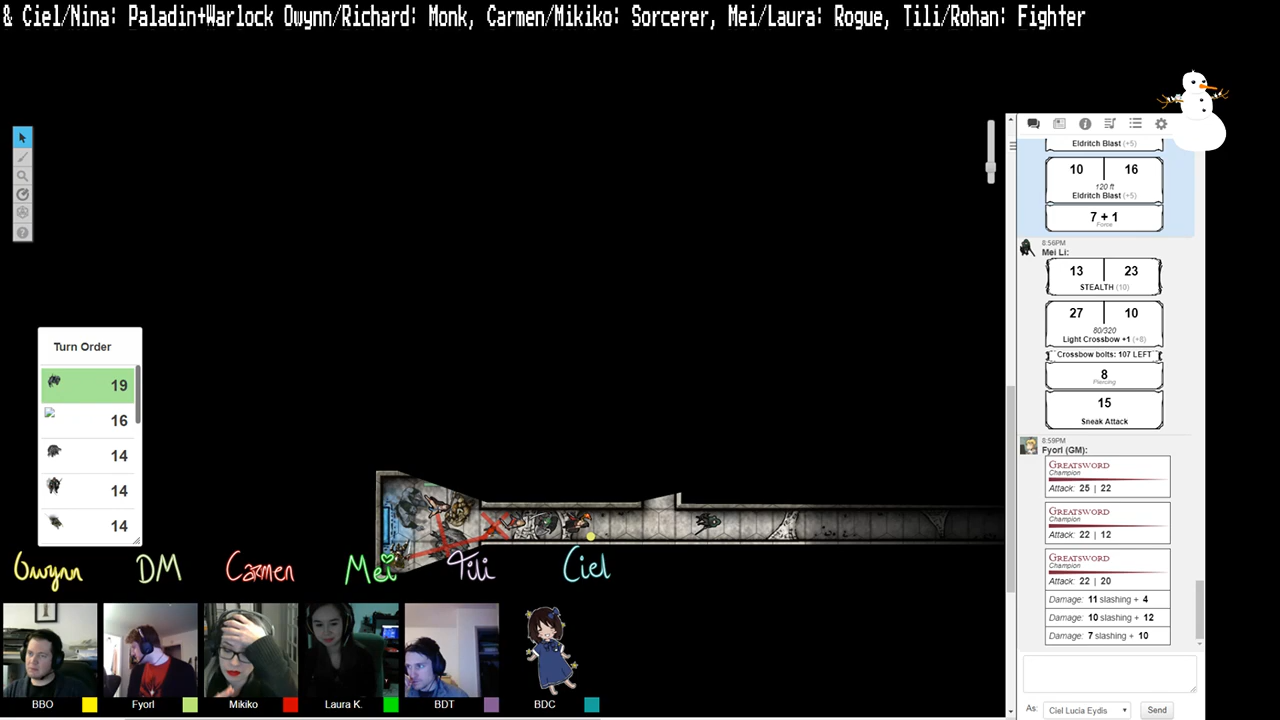 & Ciel/Nina: Paladin+Warlock Owynn/Richard: Monk, Carmen/Mikiko: Sorcerer, Mei/Laura: Rogue, Tili/Rohan: Fighter
Turn Order
19
16
14
14
14
Eldritch Blast (+5)
10 16
120 ft
Eldritch Blast (+5)
7 + 1
Force
8:56PM
Mei Li:
13 23
STEALTH (10)
27 10
80/320
Light Crossbow +1 (+8)
Crossbow bolts: 107 LEFT
8
Piercing
15
Sneak Attack
8:59PM
Fyorl (GM):
GREATSWORD
Champion
Attack: 25 | 22
GREATSWORD
Champion
Attack: 22 | 12
GREATSWORD
Champion
Attack: 22 | 20
Damage: 11 slashing + 4
Damage: 10 slashing + 12
Damage: 7 slashing + 10
As: Ciel Lucia Eydis Send
Owynn DM Carmen Mei Tili Ciel
BBO Fyorl Mikiko Laura K. BDT BDC